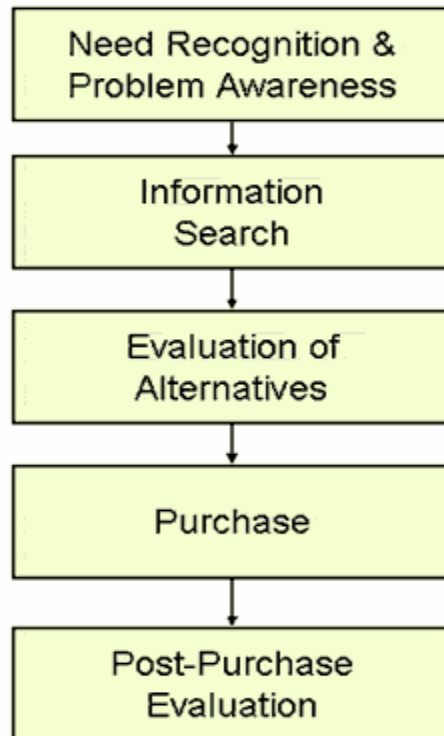 Need Recognition &
Problem Awareness
Information
Search
Evaluation of
Alternatives
Purchase
Post-Purchase
Evaluation